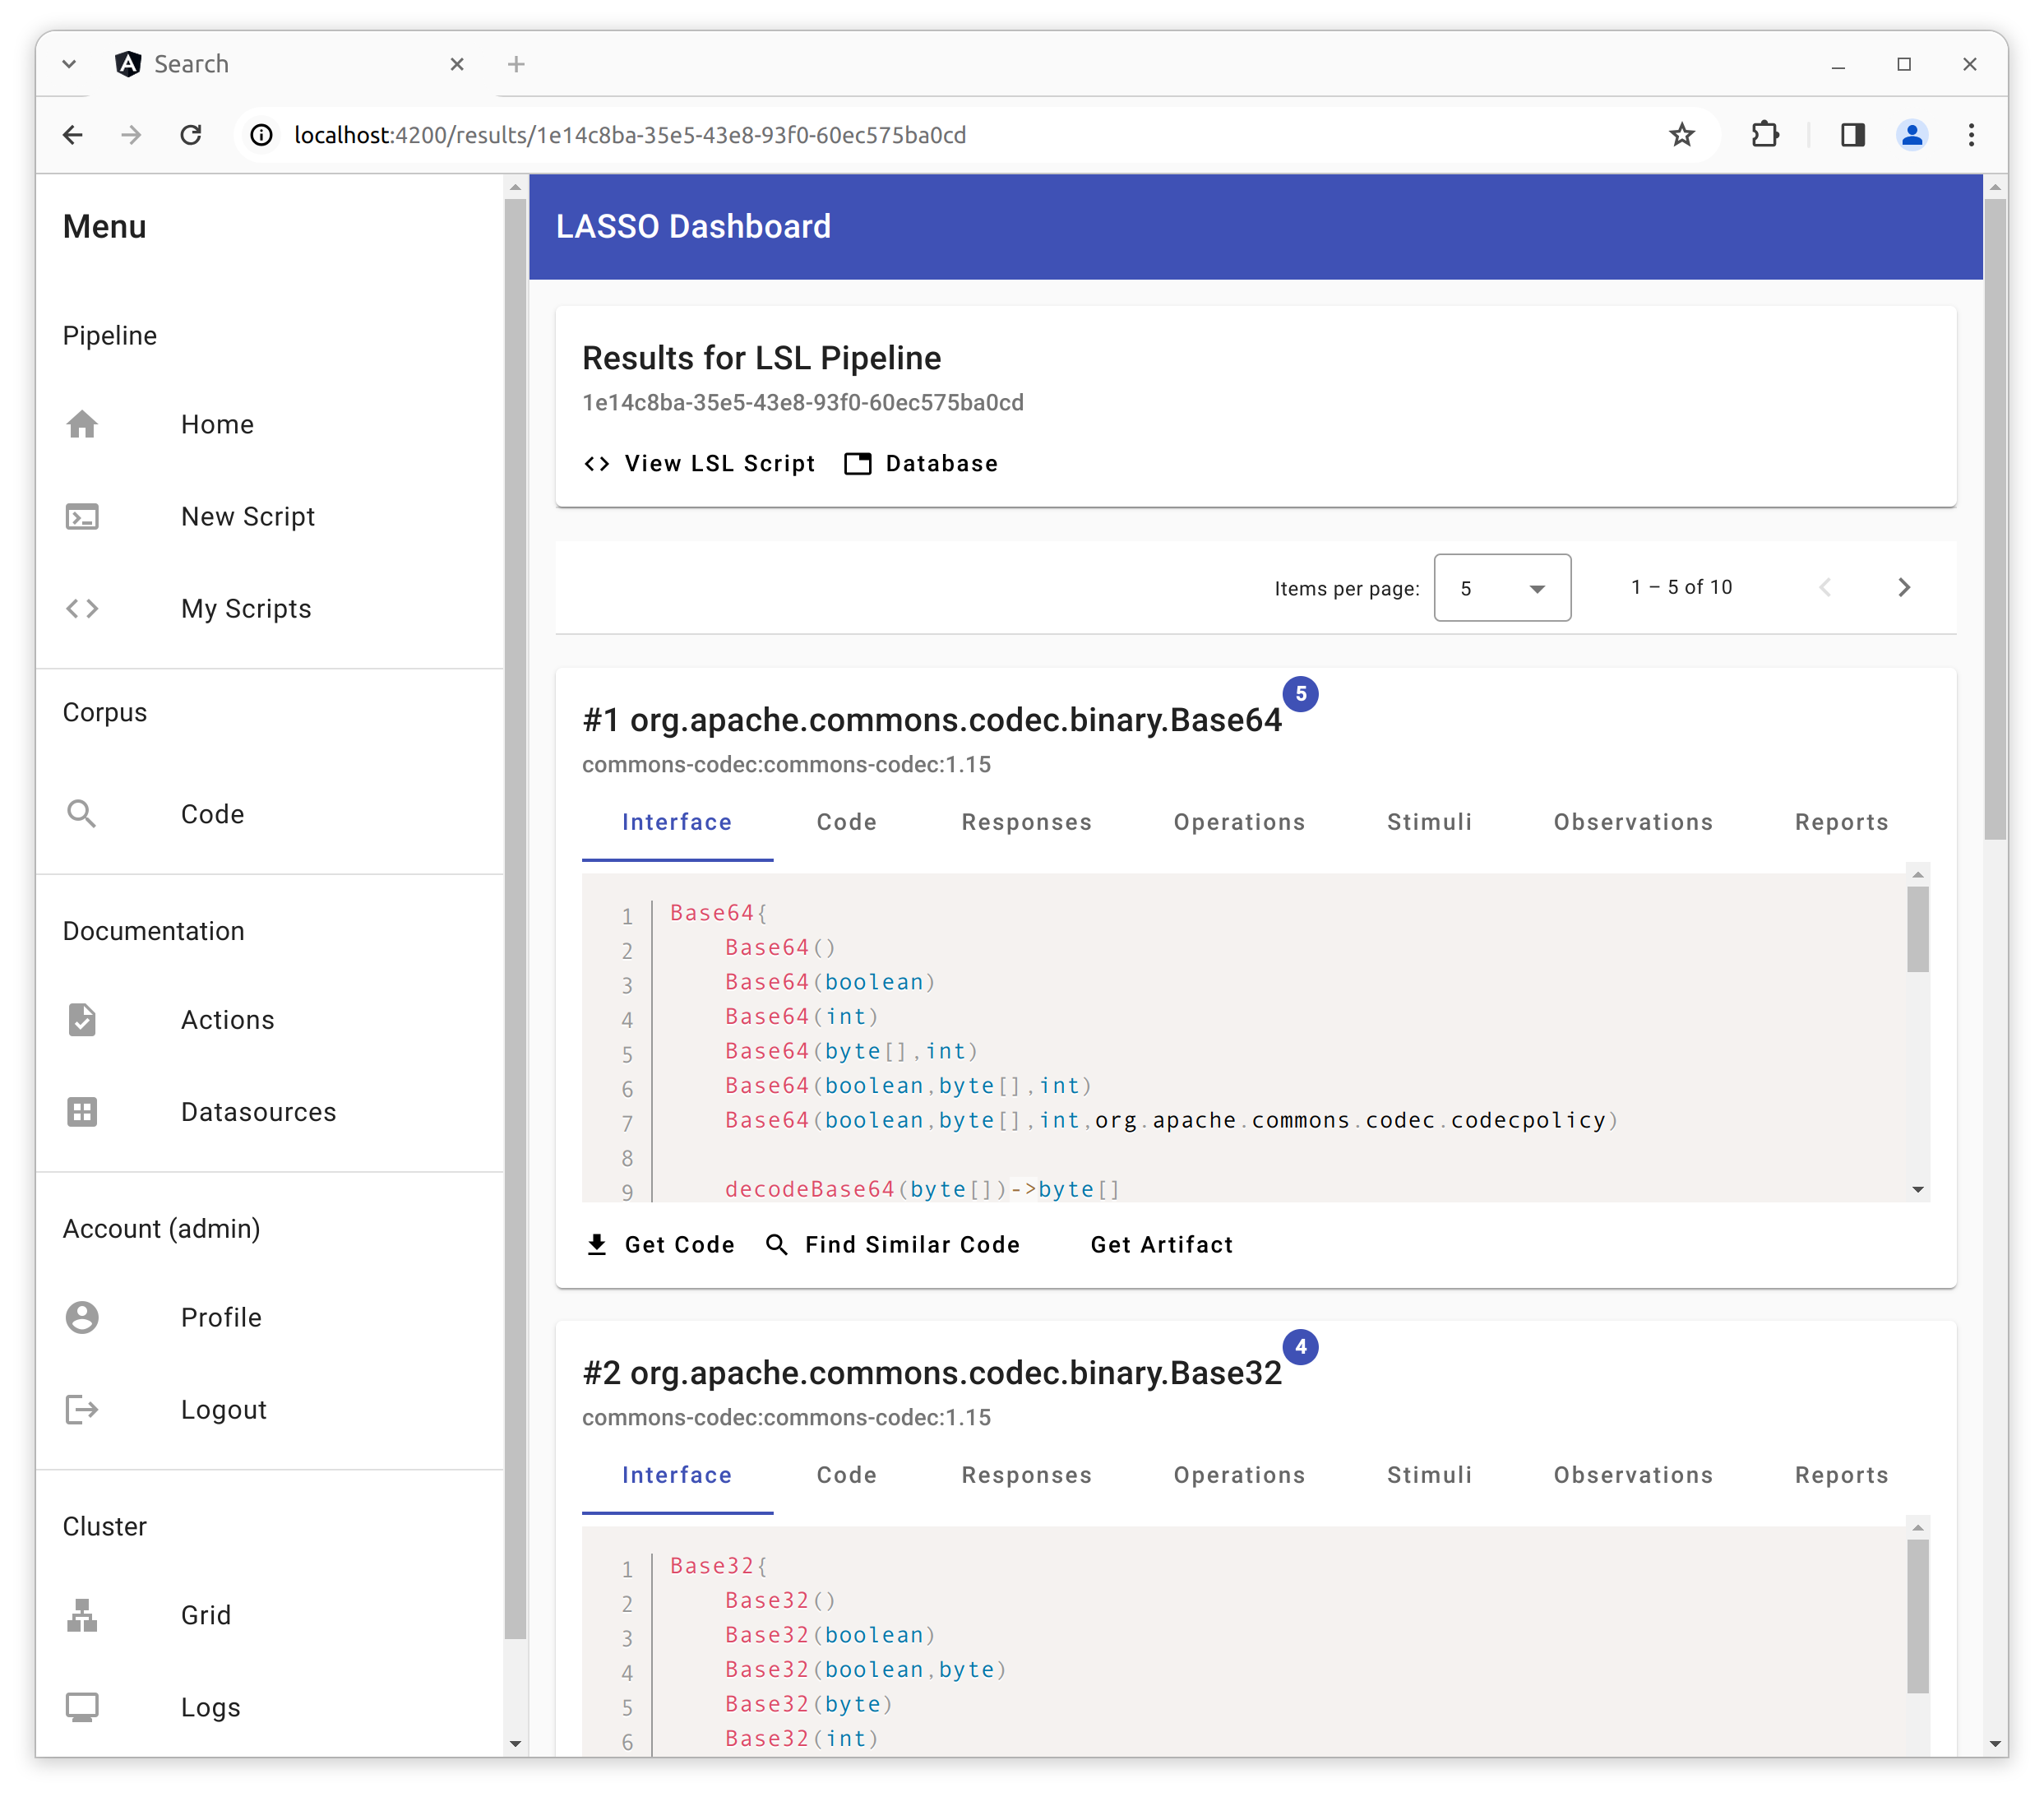 Search
localhost:4200/results/1e14c8ba-35e5-43e8-93f0-60ec575ba0cd
Menu
Pipeline
Home
New Script
My Scripts
Corpus
Code
Documentation
Actions
Datasources
Account (admin)
Profile
Logout
Cluster
Grid
Logs
LASSO Dashboard
Results for LSL Pipeline
1e14c8ba-35e5-43e8-93f0-60ec575ba0cd
View LSL Script Database
Items per page: 5 1 – 5 of 10
#1 org.apache.commons.codec.binary.Base64 5
commons-codec:commons-codec:1.15
Interface Code Responses Operations Stimuli Observations Reports
1 Base64{
2 Base64()
3 Base64(boolean)
4 Base64(int)
5 Base64(byte[],int)
6 Base64(boolean,byte[],int)
7 Base64(boolean,byte[],int,org.apache.commons.codec.codecpolicy)
8
9 decodeBase64(byte[])->byte[]
Get Code Find Similar Code Get Artifact
#2 org.apache.commons.codec.binary.Base32 4
commons-codec:commons-codec:1.15
Interface Code Responses Operations Stimuli Observations Reports
1 Base32{
2 Base32()
3 Base32(boolean)
4 Base32(boolean,byte)
5 Base32(byte)
6 Base32(int)